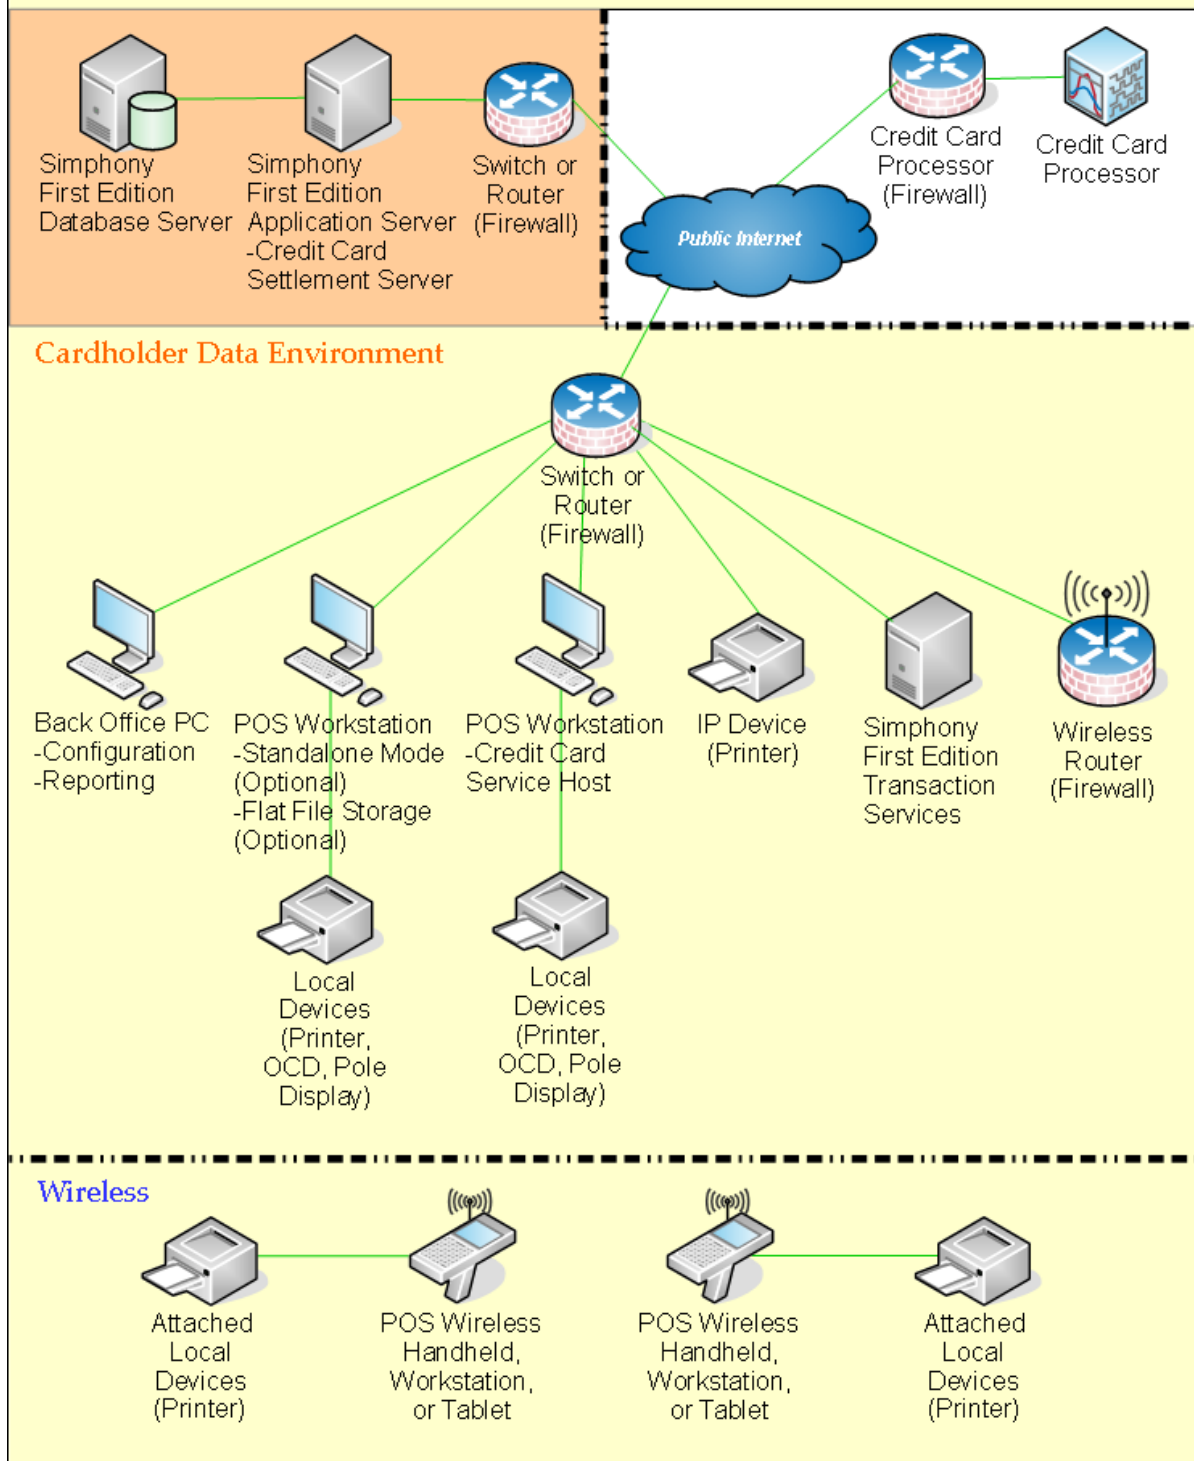 Simphony
First Edition
Database Server
Simphony
First Edition
Application Server
-Credit Card
Settlement Server
Switch or
Router
(Firewall)
Credit Card
Processor
(Firewall)
Credit Card
Processor
Public Internet
Cardholder Data Environment
Switch or
Router
(Firewall)
Back Office PC
-Configuration
-Reporting
POS Workstation
-Standalone Mode
(Optional)
-Flat File Storage
(Optional)
POS Workstation
-Credit Card
Service Host
IP Device
(Printer)
Simphony
First Edition
Transaction
Services
Wireless
Router
(Firewall)
Local
Devices
(Printer,
OCD, Pole
Display)
Local
Devices
(Printer,
OCD, Pole
Display)
Wireless
Attached
Local
Devices
(Printer)
POS Wireless
Handheld,
Workstation,
or Tablet
POS Wireless
Handheld,
Workstation,
or Tablet
Attached
Local
Devices
(Printer)